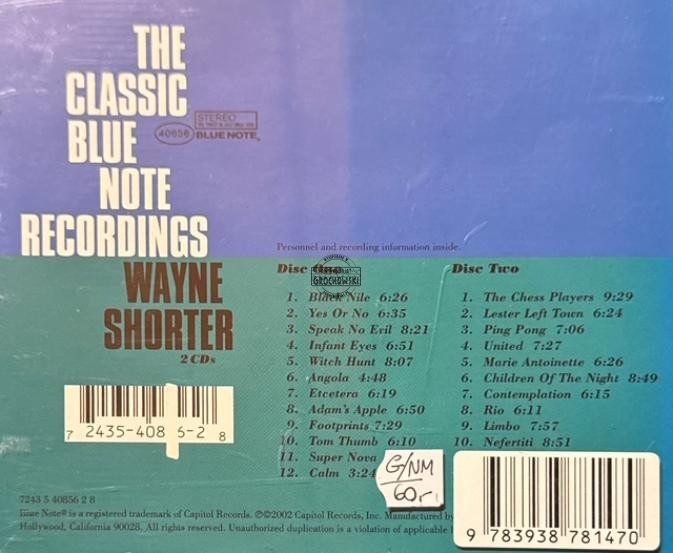 THE
CLASSIC
BLUE
NOTE
RECORDINGS
STEREO
40856
BLUE NOTE
WAYNE
SHORTER
2 CDs
Personnel and recording information inside.
Disc
1. Black Nile 6:26
2. Yes Or No 6:35
3. Speak No Evil 8:21
4. Infant Eyes 6:51
5. Witch Hunt 8:07
6. Angola 4:48
7. Etcetera 6:19
8. Adam's Apple 6:50
9. Footprints 7:29
10. Tom Thumb 6:10
11. Super Nova
12. Calm 3:24
GROCHOWSKI
Disc Two
1. The Chess Players 9:29
2. Lester Left Town 6:24
3. Ping Pong 7:06
4. United 7:27
5. Marie Antoinette 6:26
6. Children Of The Night 8:49
7. Contemplation 6:15
8. Rio 6:11
9. Limbo 7:57
10. Nefertiti 8:51
7 2435-408 6-2 8
G/NM
60,-
9 783938 781470
7243 5 40856 2 8
Blue Note® is a registered trademark of Capitol Records. ℗©2002 Capitol Records, Inc. Manufactured by
Hollywood, California 90028. All rights reserved. Unauthorized duplication is a violation of applicable